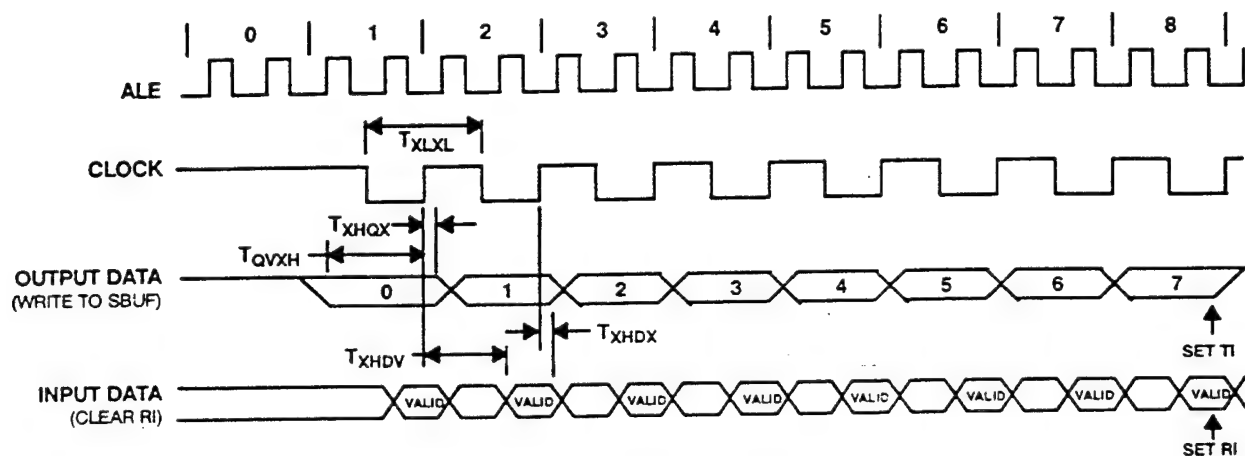 0 1 2 3 4 5 6 7 8
ALE
TXLXL
CLOCK
TXHQX
TQVXH
OUTPUT DATA
(WRITE TO SBUF)
0 1 2 3 4 5 6 7
TXHDX
TXHDV
SET TI
INPUT DATA
(CLEAR RI)
VALID VALID VALID VALID VALID VALID VALID VALID
SET RI